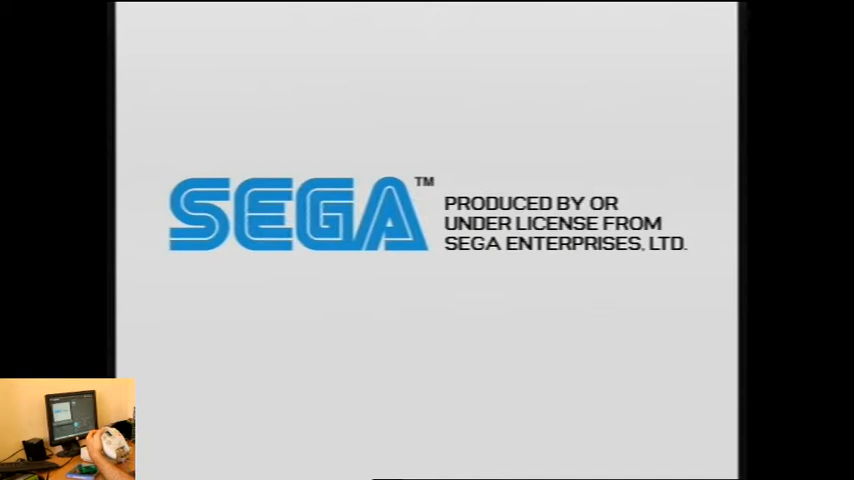 SEGA™
PRODUCED BY OR
UNDER LICENSE FROM
SEGA ENTERPRISES, LTD.